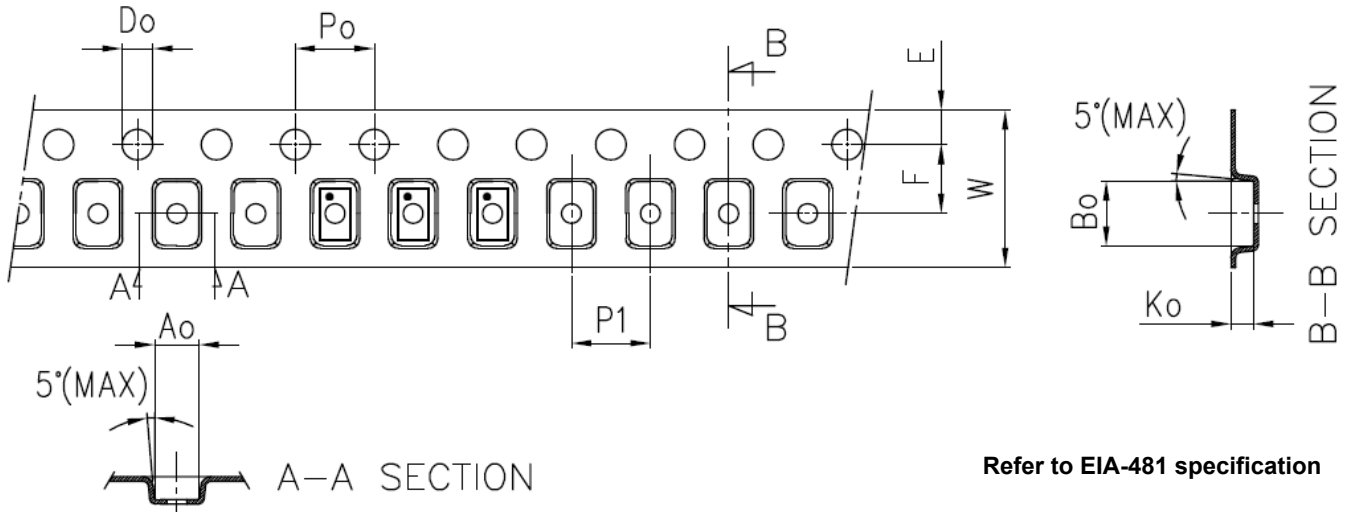 Do
Po
B
E
5°(MAX)
F
W
Bo
B-B SECTION
A
A
Ko
P1
B
Ao
5°(MAX)
A-A SECTION
Refer to EIA-481 specification